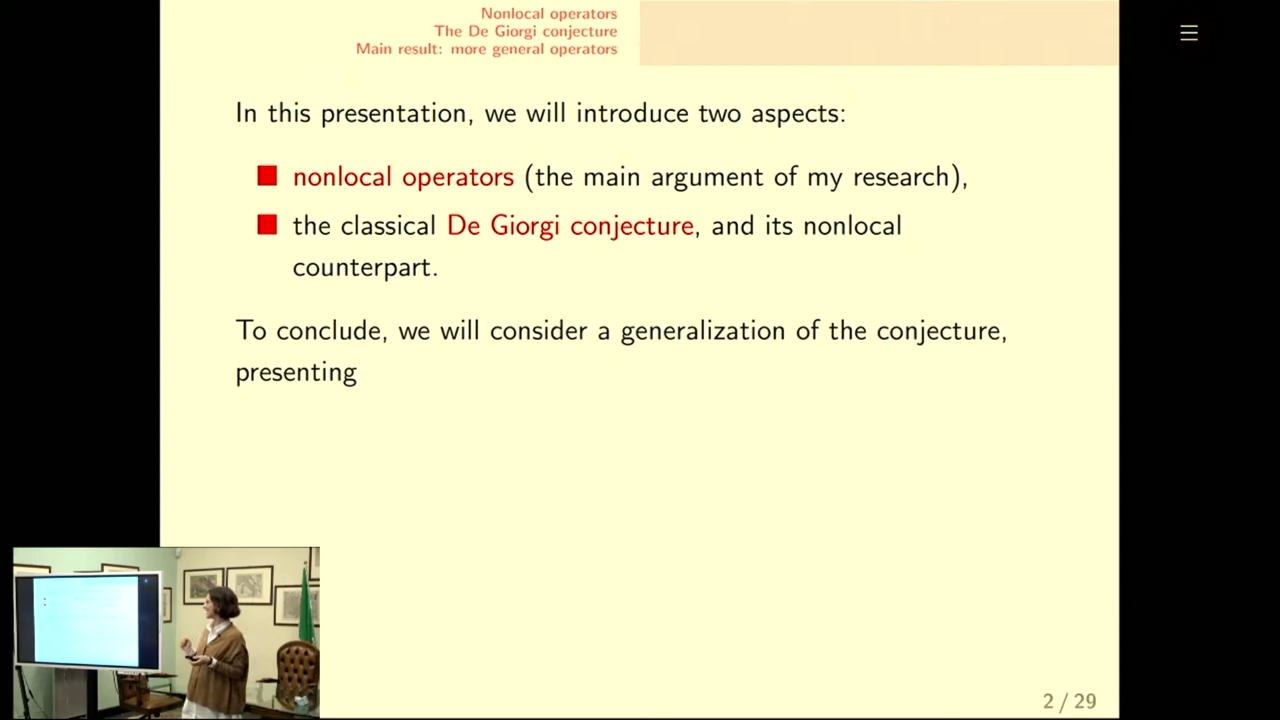 Nonlocal operators
The De Giorgi conjecture
Main result: more general operators
In this presentation, we will introduce two aspects:
nonlocal operators (the main argument of my research),
the classical De Giorgi conjecture, and its nonlocal
counterpart.
To conclude, we will consider a generalization of the conjecture,
presenting
2 / 29